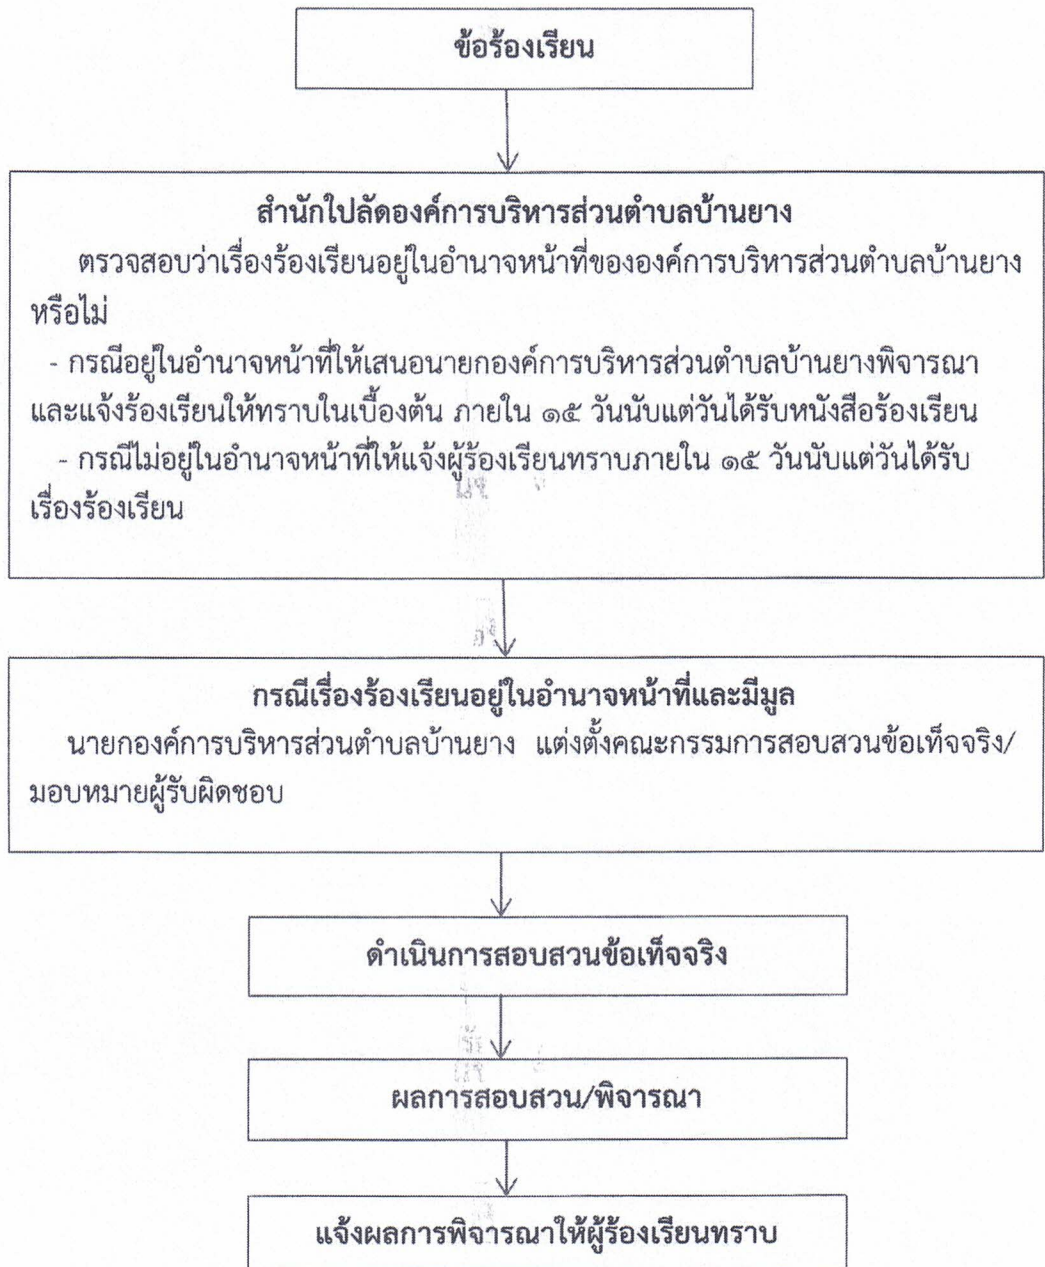 ข้อร้องเรียน
สำนักใปลัดองค์การบริหารส่วนตำบลบ้านยาง
ตรวจสอบว่าเรื่องร้องเรียนอยู่ในอำนาจหน้าที่ขององค์การบริหารส่วนตำบลบ้านยาง
หรือไม่
- กรณีอยู่ในอำนาจหน้าที่ให้เสนอนายกองค์การบริหารส่วนตำบลบ้านยางพิจารณา
และแจ้งร้องเรียนให้ทราบในเบื้องต้น ภายใน ๑๕ วันนับแต่วันได้รับหนังสือร้องเรียน
- กรณีไม่อยู่ในอำนาจหน้าที่ให้แจ้งผู้ร้องเรียนทราบภายใน ๑๕ วันนับแต่วันได้รับ
เรื่องร้องเรียน
กรณีเรื่องร้องเรียนอยู่ในอำนาจหน้าที่และมีมูล
นายกองค์การบริหารส่วนตำบลบ้านยาง แต่งตั้งคณะกรรมการสอบสวนข้อเท็จจริง/
มอบหมายผู้รับผิดชอบ
ดำเนินการสอบสวนข้อเท็จจริง
ผลการสอบสวน/พิจารณา
แจ้งผลการพิจารณาให้ผู้ร้องเรียนทราบ